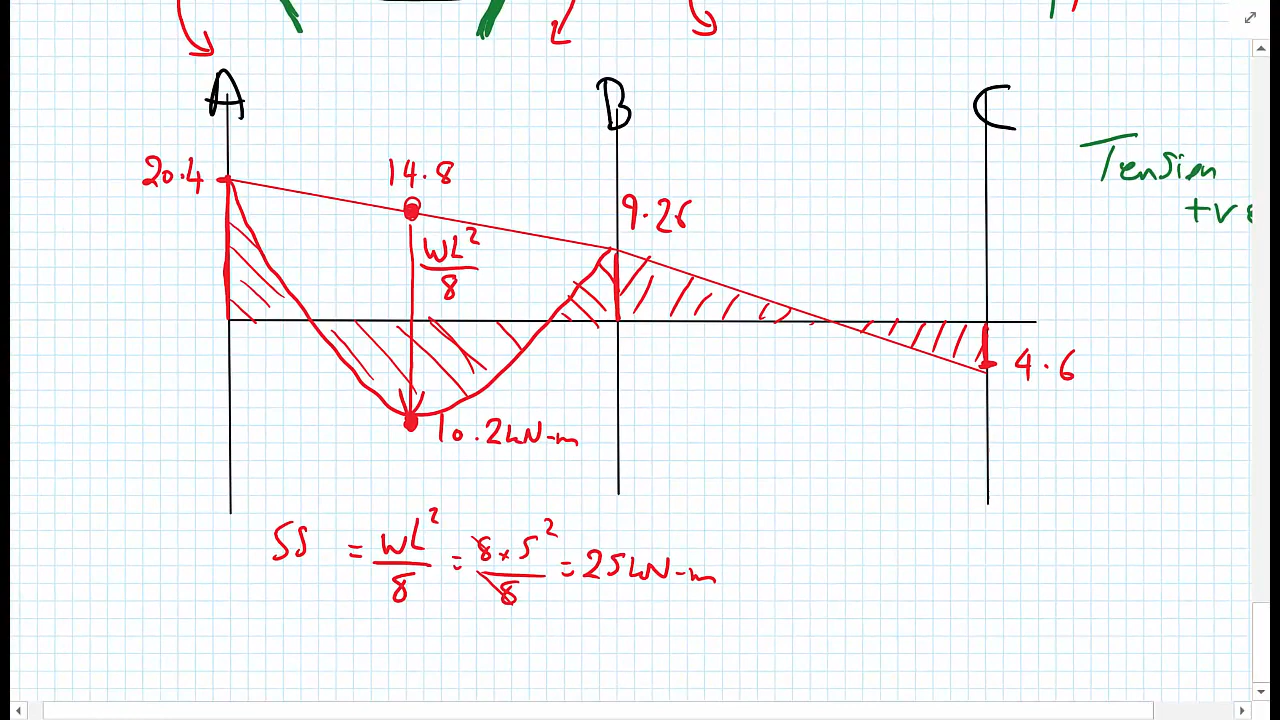 A B C
Tension
+ve
20.4
14.8
9.26
WL²/8
4.6
10.2kN-m
SS = WL²/8 = 8×5²/8 = 25kN-m